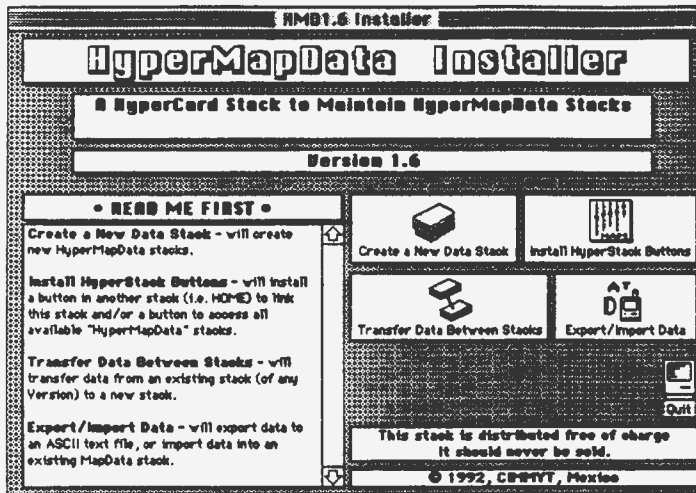 HMD1.6 Installer
HyperMapData Installer
A HyperCard Stack to Maintain HyperMapData Stacks
Version 1.6
• READ ME FIRST •
Create a New Data Stack - will create
new HyperMapData stacks.
Install HyperStack Buttons - will install
a button in another stack (i.e. HOME) to link
this stack and/or a button to access all
available "HyperMapData" stacks.
Transfer Data Between Stacks - will
transfer data from an existing stack (of any
Version) to a new stack.
Export/Import Data - will export data to
an ASCII text file, or import data into an
existing MapData stack.
Create a New Data Stack
Install HyperStack Buttons
Transfer Data Between Stacks
Export/Import Data
Quit
This stack is distributed free of charge
It should never be sold.
© 1992, CIMMYT, Mexico